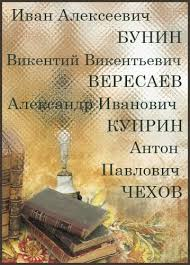 Иван Алексеевич
БУНИН
Викентий Викентьевич
ВЕРЕСАЕВ
Александр Иванович
КУПРИН
Антон
Павлович
ЧЕХОВ